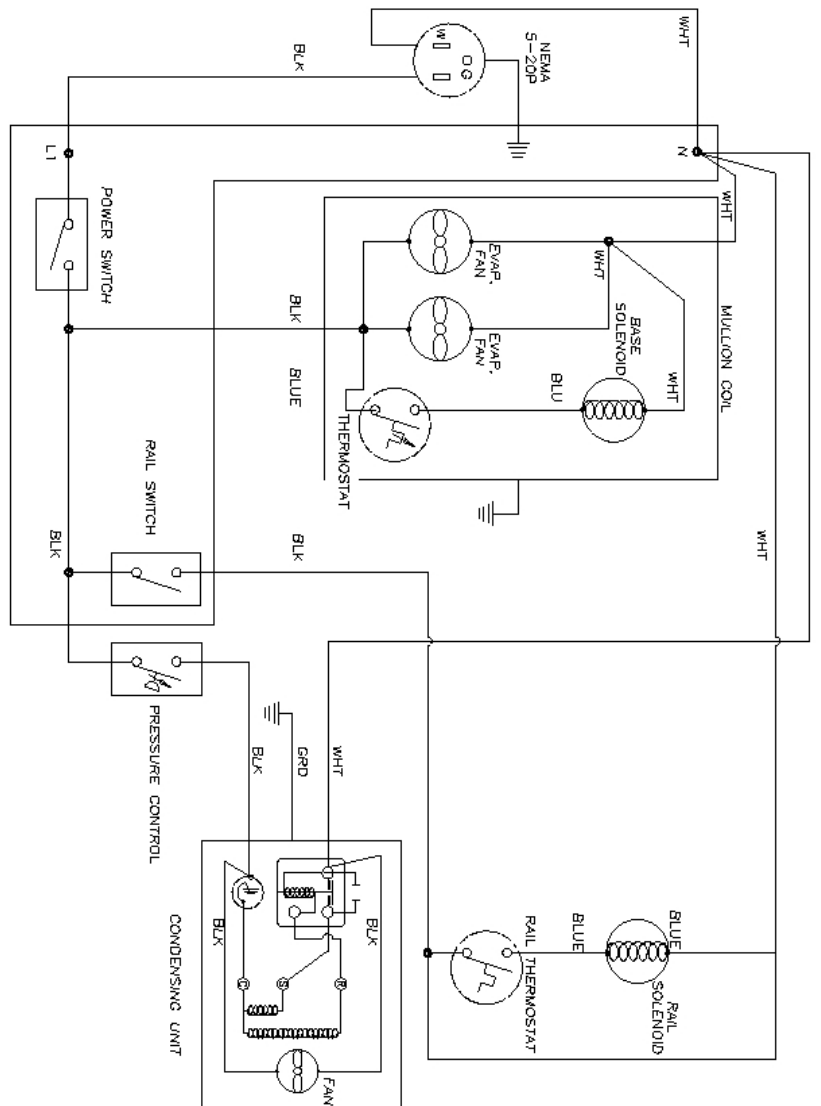 WHT
BLK
NEMA
5-20P
W
G
L1
N
POWER SWITCH
WHT
EVAP.
FAN
WHT
BLK
EVAP.
FAN
BASE
SOLENOID
MULLION COIL
BLUE
BLU
WHT
THERMOSTAT
RAIL SWITCH
BLK
BLK
WHT
PRESSURE CONTROL
BLK
GRD
WHT
CONDENSING UNIT
BLK
BLK
C
S
R
FAN
RAIL THERMOSTAT
BLUE
BLUE
RAIL
SOLENOID